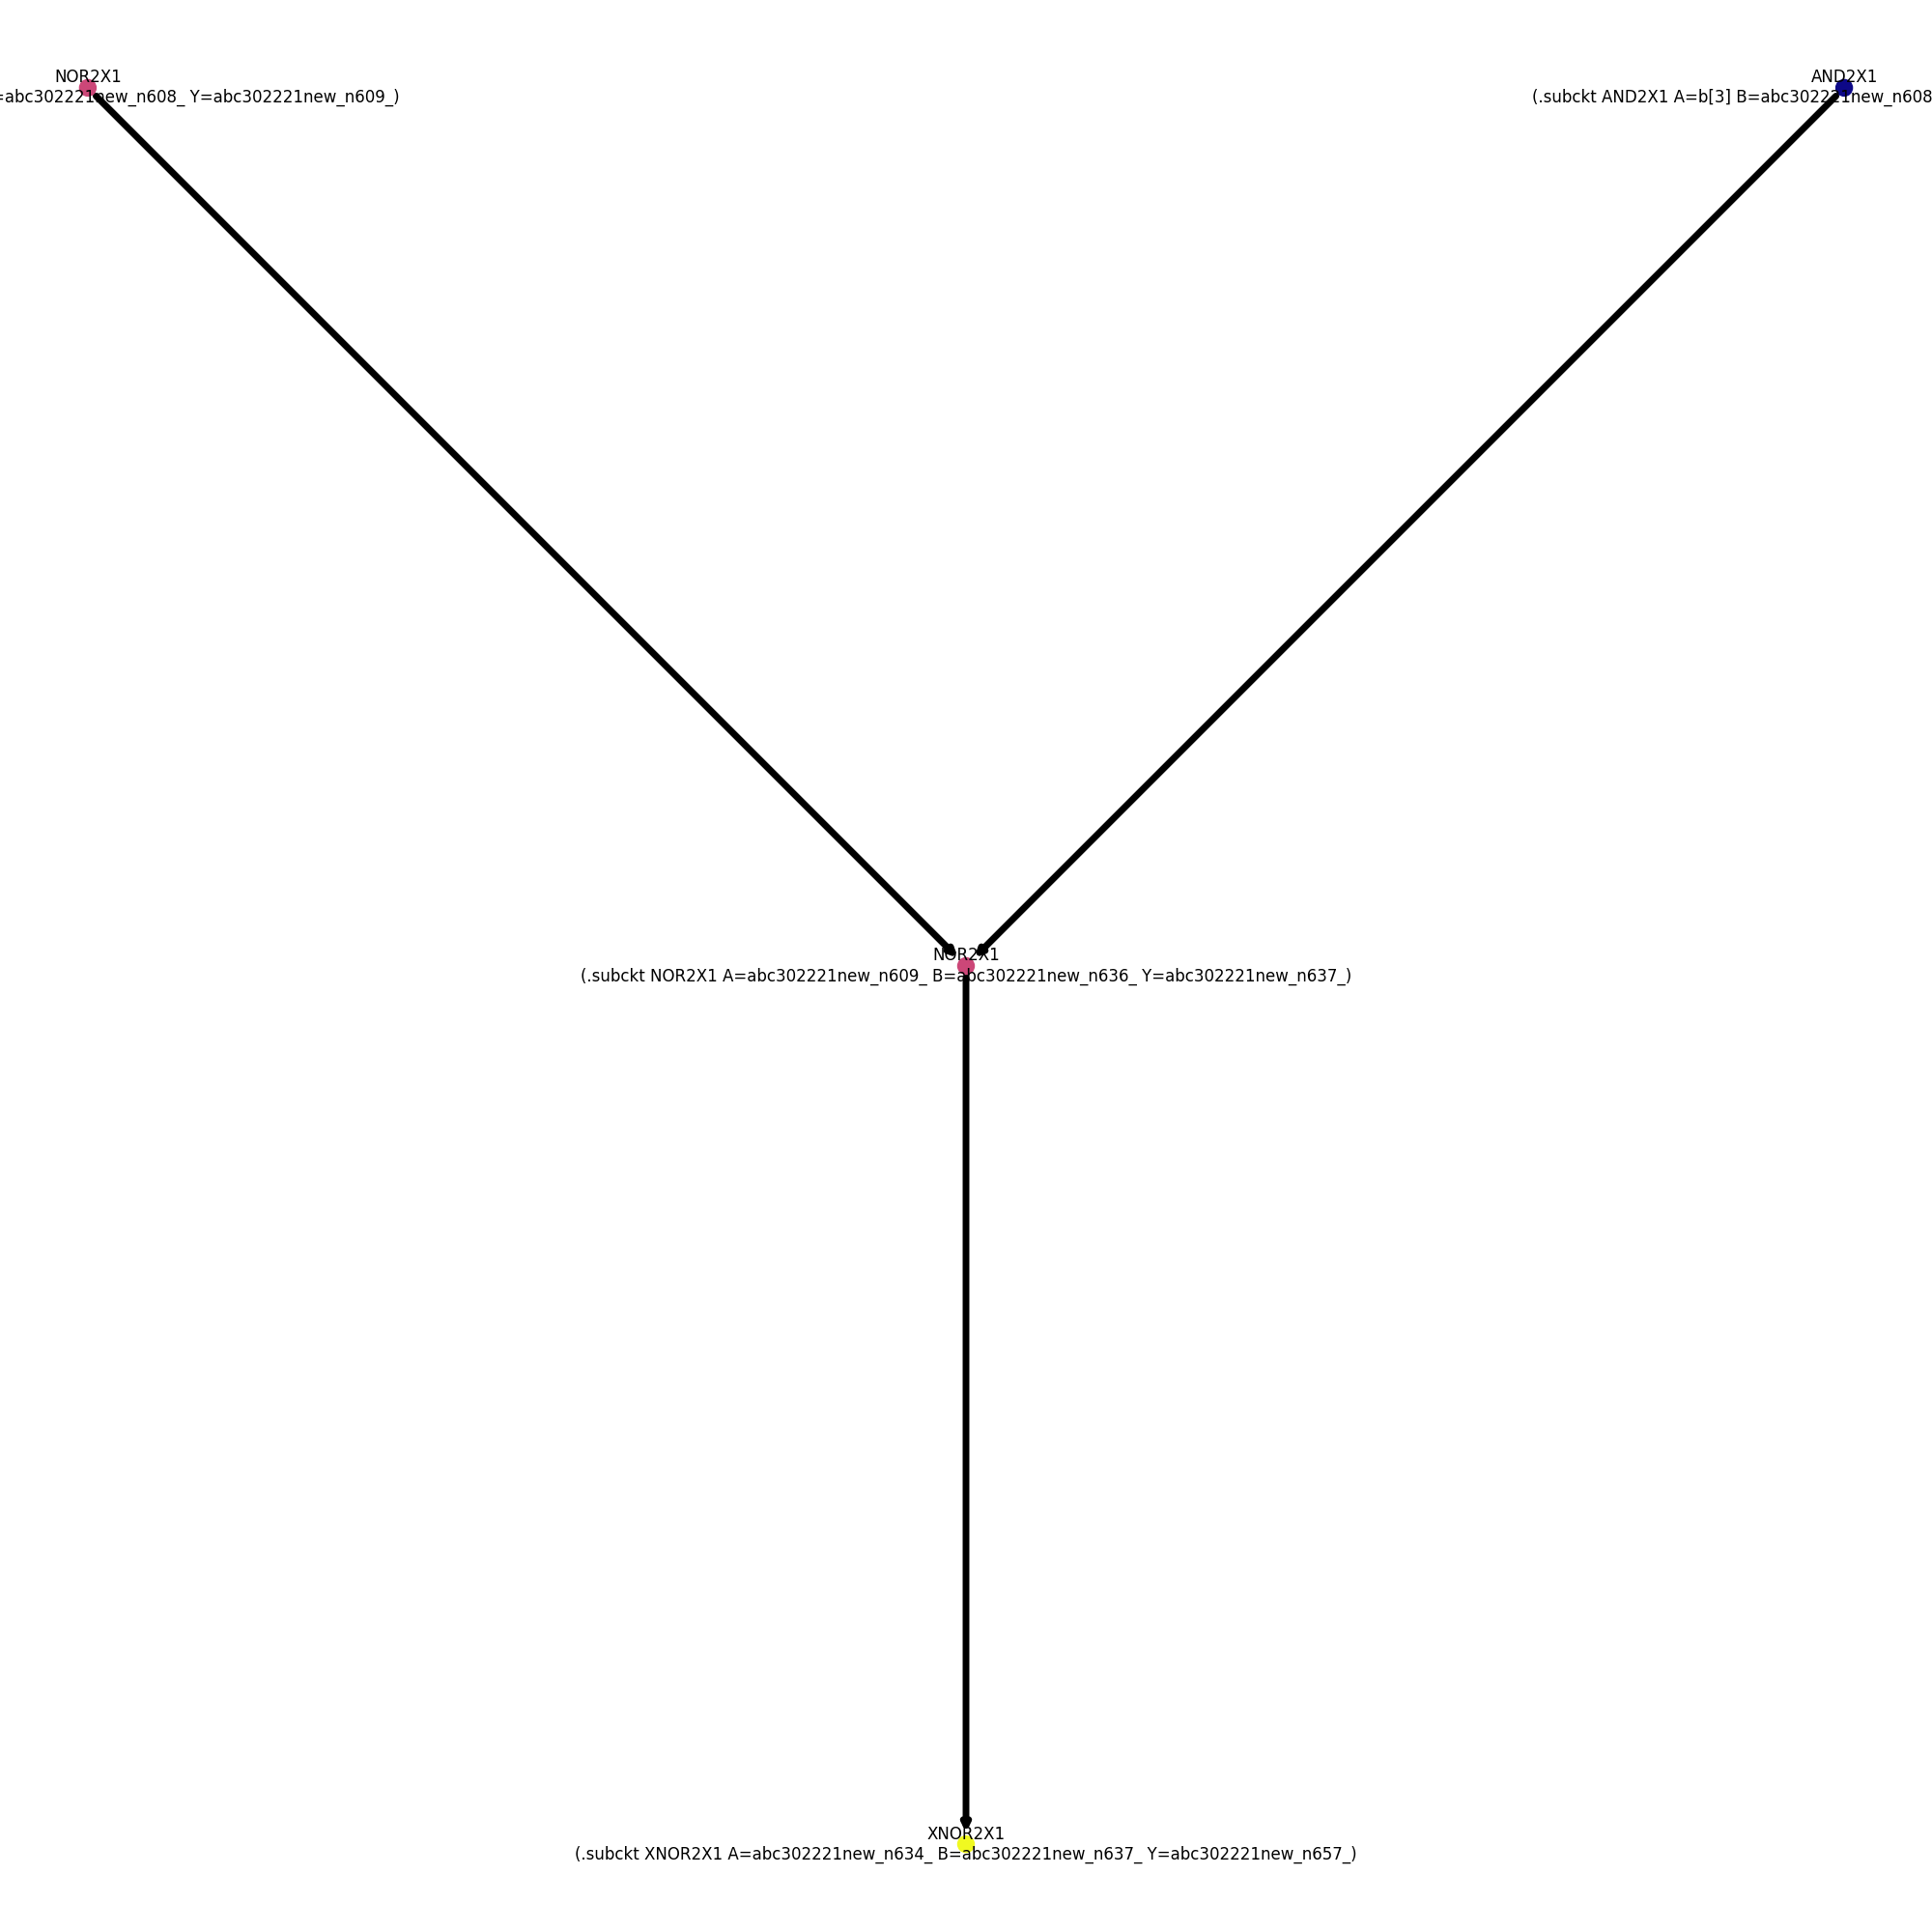 NOR2X1
=abc302221new_n608_ Y=abc302221new_n609_)
AND2X1
(.subckt AND2X1 A=b[3] B=abc302221new_n608
NOR2X1
(.subckt NOR2X1 A=abc302221new_n609_ B=abc302221new_n636_ Y=abc302221new_n637_)
XNOR2X1
(.subckt XNOR2X1 A=abc302221new_n634_ B=abc302221new_n637_ Y=abc302221new_n657_)